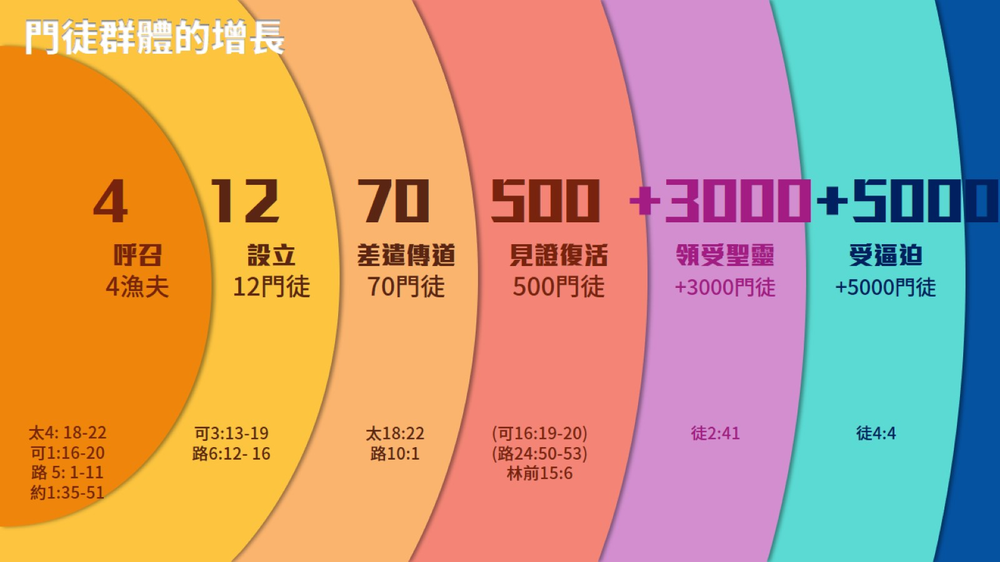 門徒群體的增長
4
呼召
4漁夫
太4: 18-22
可1:16-20
路 5: 1-11
約1:35-51
12
設立
12門徒
可3:13-19
路6:12- 16
70
差遣傳道
70門徒
太18:22
路10:1
500
見證復活
500門徒
(可16:19-20)
(路24:50-53)
林前15:6
+3000
領受聖靈
+3000門徒
徒2:41
+5000
受逼迫
+5000門徒
徒4:4